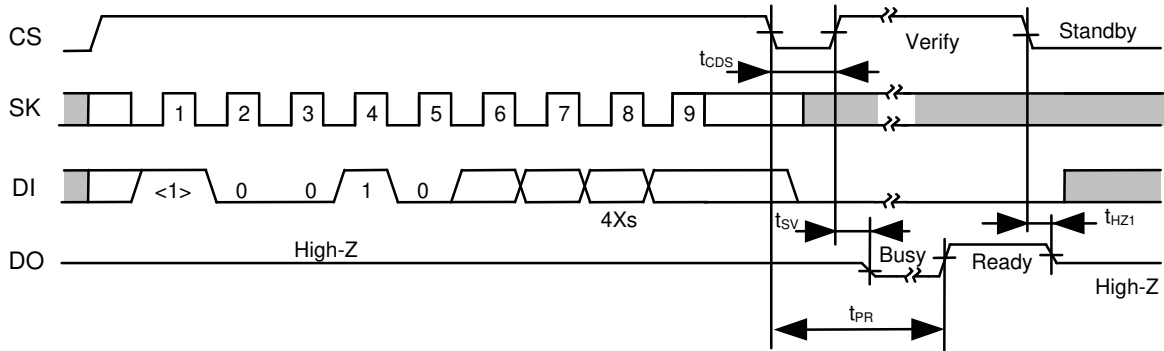 CS
Verify
Standby
tCDS
SK
1 2 3 4 5 6 7 8 9
DI
<1> 0 0 1 0
4Xs
tSV
tHZ1
DO
High-Z
Busy
Ready
High-Z
tPR